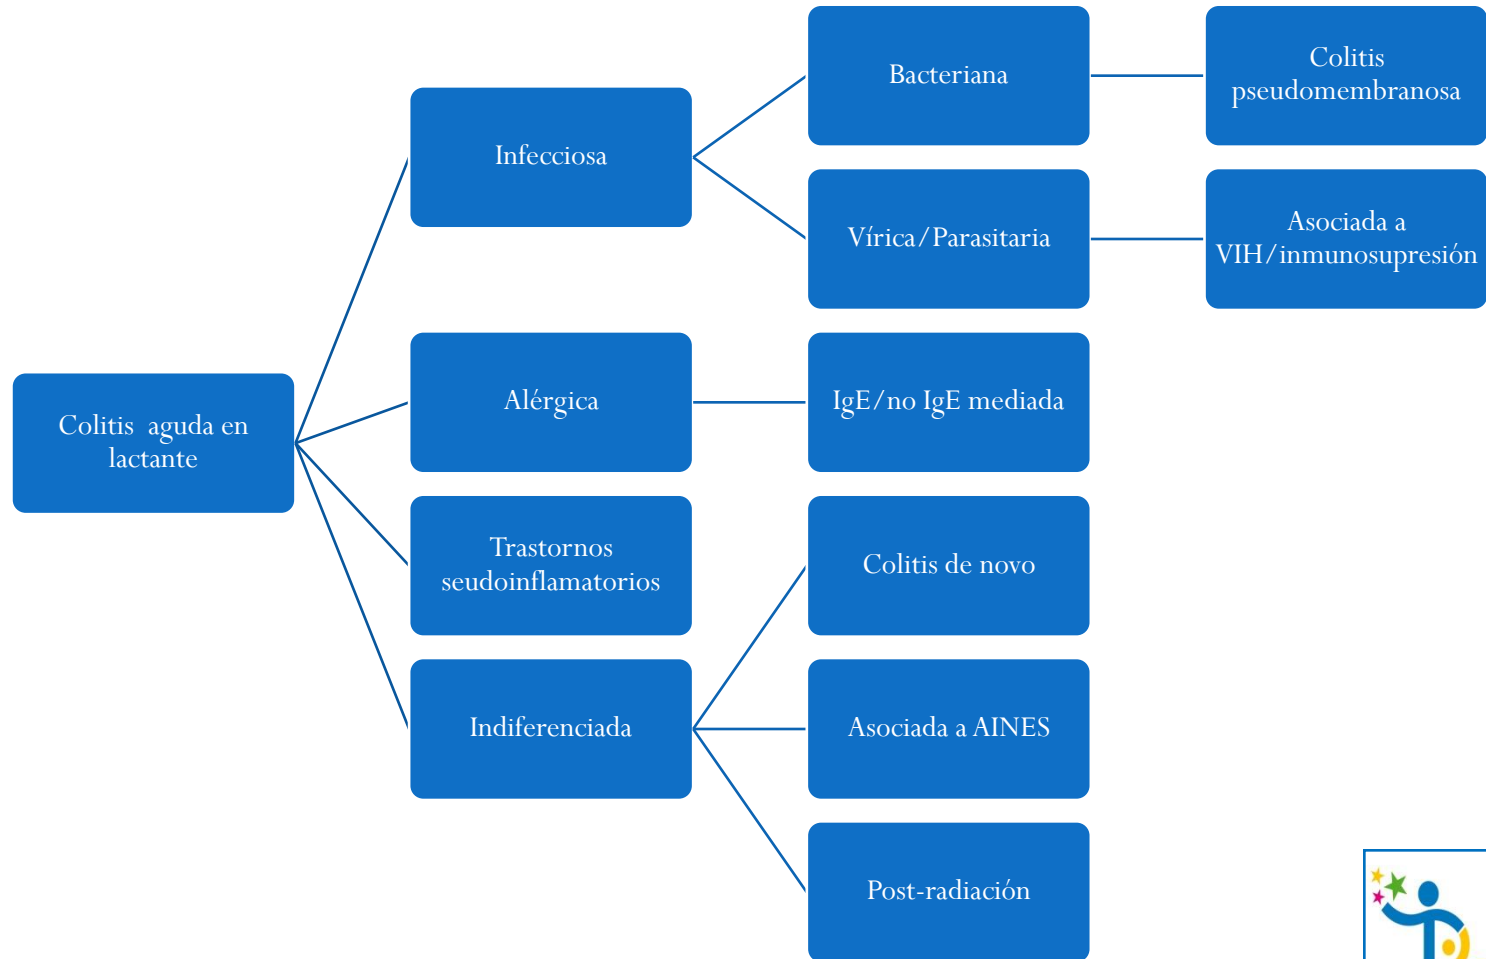 Colitis aguda en
lactante
Infecciosa
Bacteriana
Colitis
pseudomembranosa
Vírica/Parasitaria
Asociada a
VIH/inmunosupresión
Alérgica
IgE/no IgE mediada
Trastornos
seudoinflamatorios
Indiferenciada
Colitis de novo
Asociada a AINES
Post-radiación